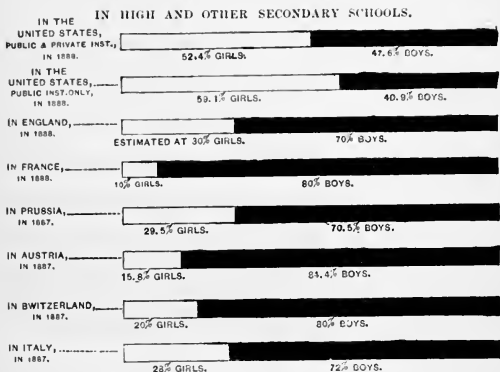 IN HIGH AND OTHER SECONDARY SCHOOLS.
IN THE
UNITED STATES,
PUBLIC & PRIVATE INST.,
IN 1888.
52.4% GIRLS. 47.6% BOYS.
IN THE
UNITED STATES,
PUBLIC INST. ONLY,
IN 1888.
59.1% GIRLS. 40.9% BOYS.
IN ENGLAND,
IN 1888.
ESTIMATED AT 30% GIRLS. 70% BOYS.
IN FRANCE,
IN 1888.
10% GIRLS. 80% BOYS.
IN PRUSSIA,
IN 1887.
29.5% GIRLS. 70.5% BOYS.
IN AUSTRIA,
IN 1887.
15.8% GIRLS. 84.4% BOYS.
IN SWITZERLAND,
IN 1887.
20% GIRLS. 80% BOYS.
IN ITALY,
IN 1887.
28% GIRLS. 72% BOYS.